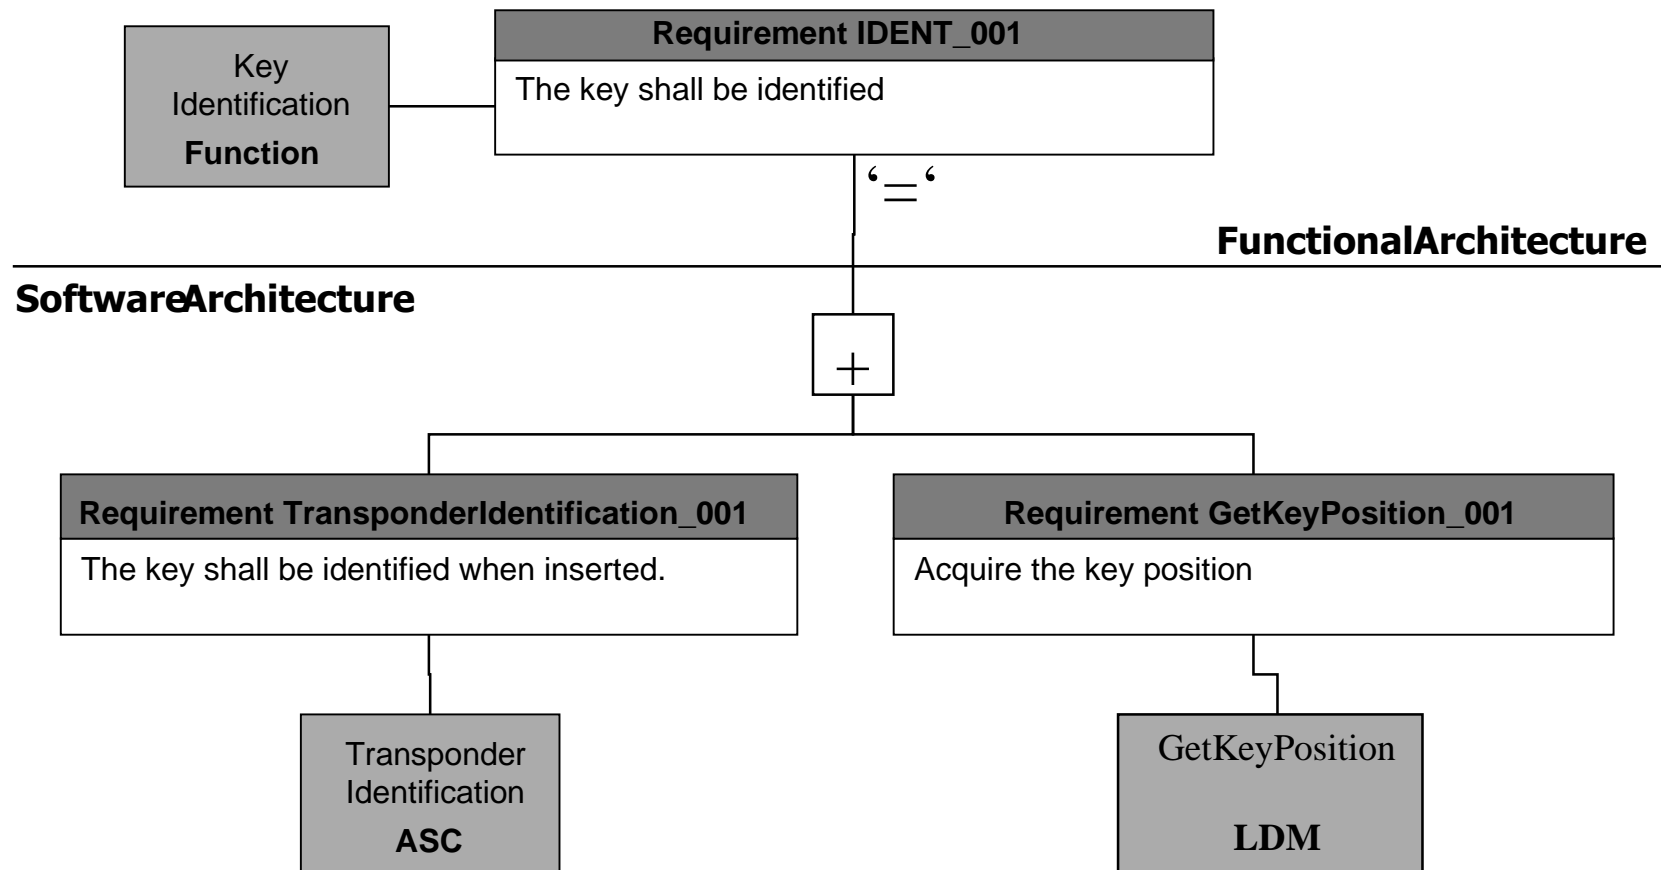 Requirement IDENT_001
Key
Identification
Function
The key shall be identified
‘=‘
FunctionalArchitecture
SoftwareArchitecture
+
Requirement TransponderIdentification_001
The key shall be identified when inserted.
Requirement GetKeyPosition_001
Acquire the key position
Transponder
Identification
ASC
GetKeyPosition
LDM